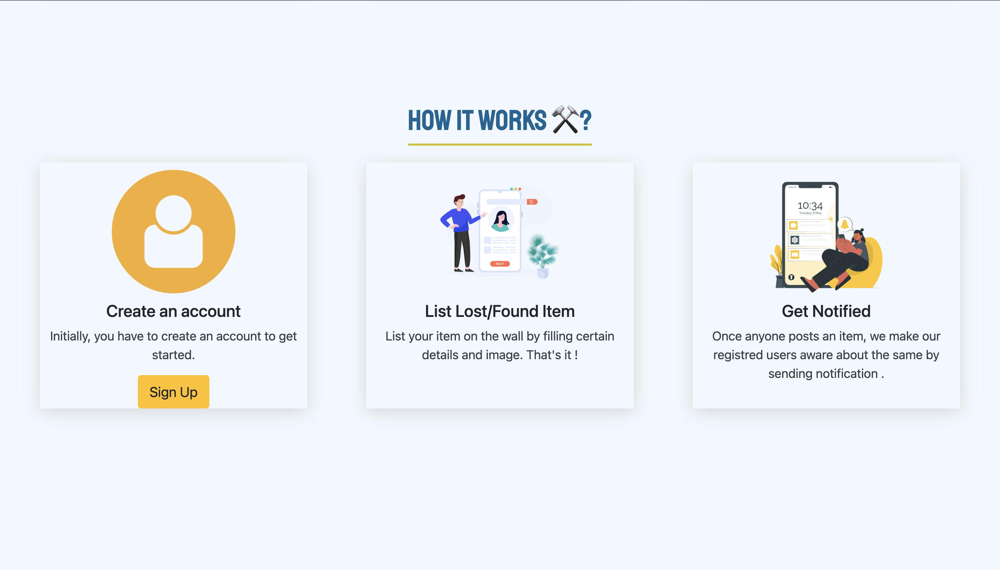 HOW IT WORKS ⚒?
NEXT
10:34
Tuesday, 6 May
Create an account
Initially, you have to create an account to get
started.
Sign Up
List Lost/Found Item
List your item on the wall by filling certain
details and image. That's it !
Get Notified
Once anyone posts an item, we make our
registred users aware about the same by
sending notification .